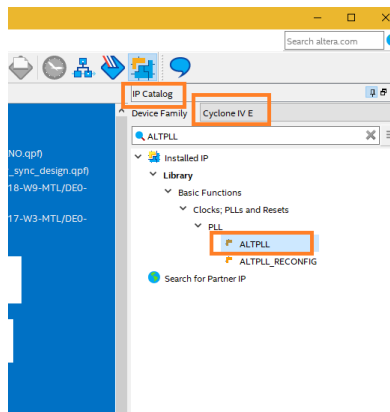 Search altera.com
IP Catalog
Device Family
Cyclone IV E
ALTPLL
NO.qpf)
_sync_design.qpf)
18-W9-MTL/DE0-
17-W3-MTL/DE0-
Installed IP
Library
Basic Functions
Clocks; PLLs and Resets
PLL
ALTPLL
ALTPLL_RECONFIG
Search for Partner IP